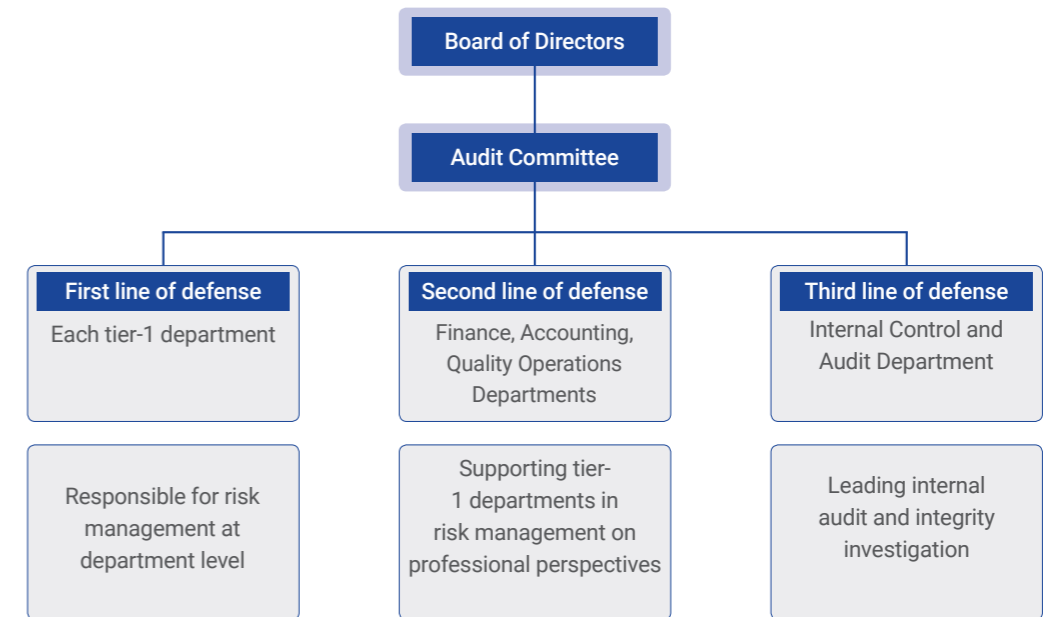 Board of Directors
Audit Committee
First line of defense
Each tier-1 department
Responsible for risk
management at
department level
Second line of defense
Finance, Accounting,
Quality Operations
Departments
Supporting tier-
1 departments in
risk management on
professional perspectives
Third line of defense
Internal Control and
Audit Department
Leading internal
audit and integrity
investigation